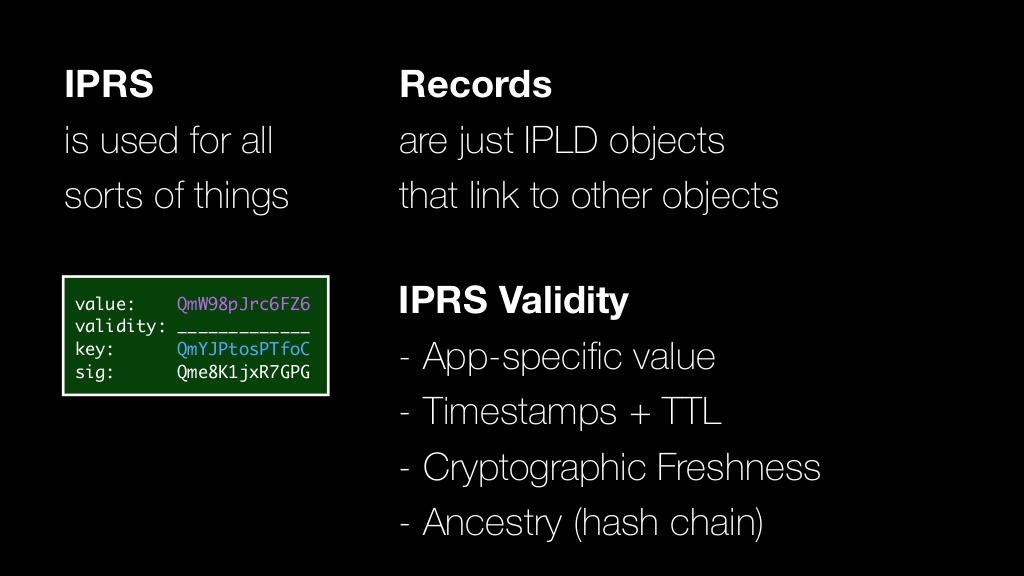 IPRS
is used for all
sorts of things
Records
are just IPLD objects
that link to other objects
value: QmW98pJrc6FZ6
validity: _____________
key: QmYJPtosPTfoC
sig: Qme8K1jxR7GPG
IPRS Validity
- App-specific value
- Timestamps + TTL
- Cryptographic Freshness
- Ancestry (hash chain)